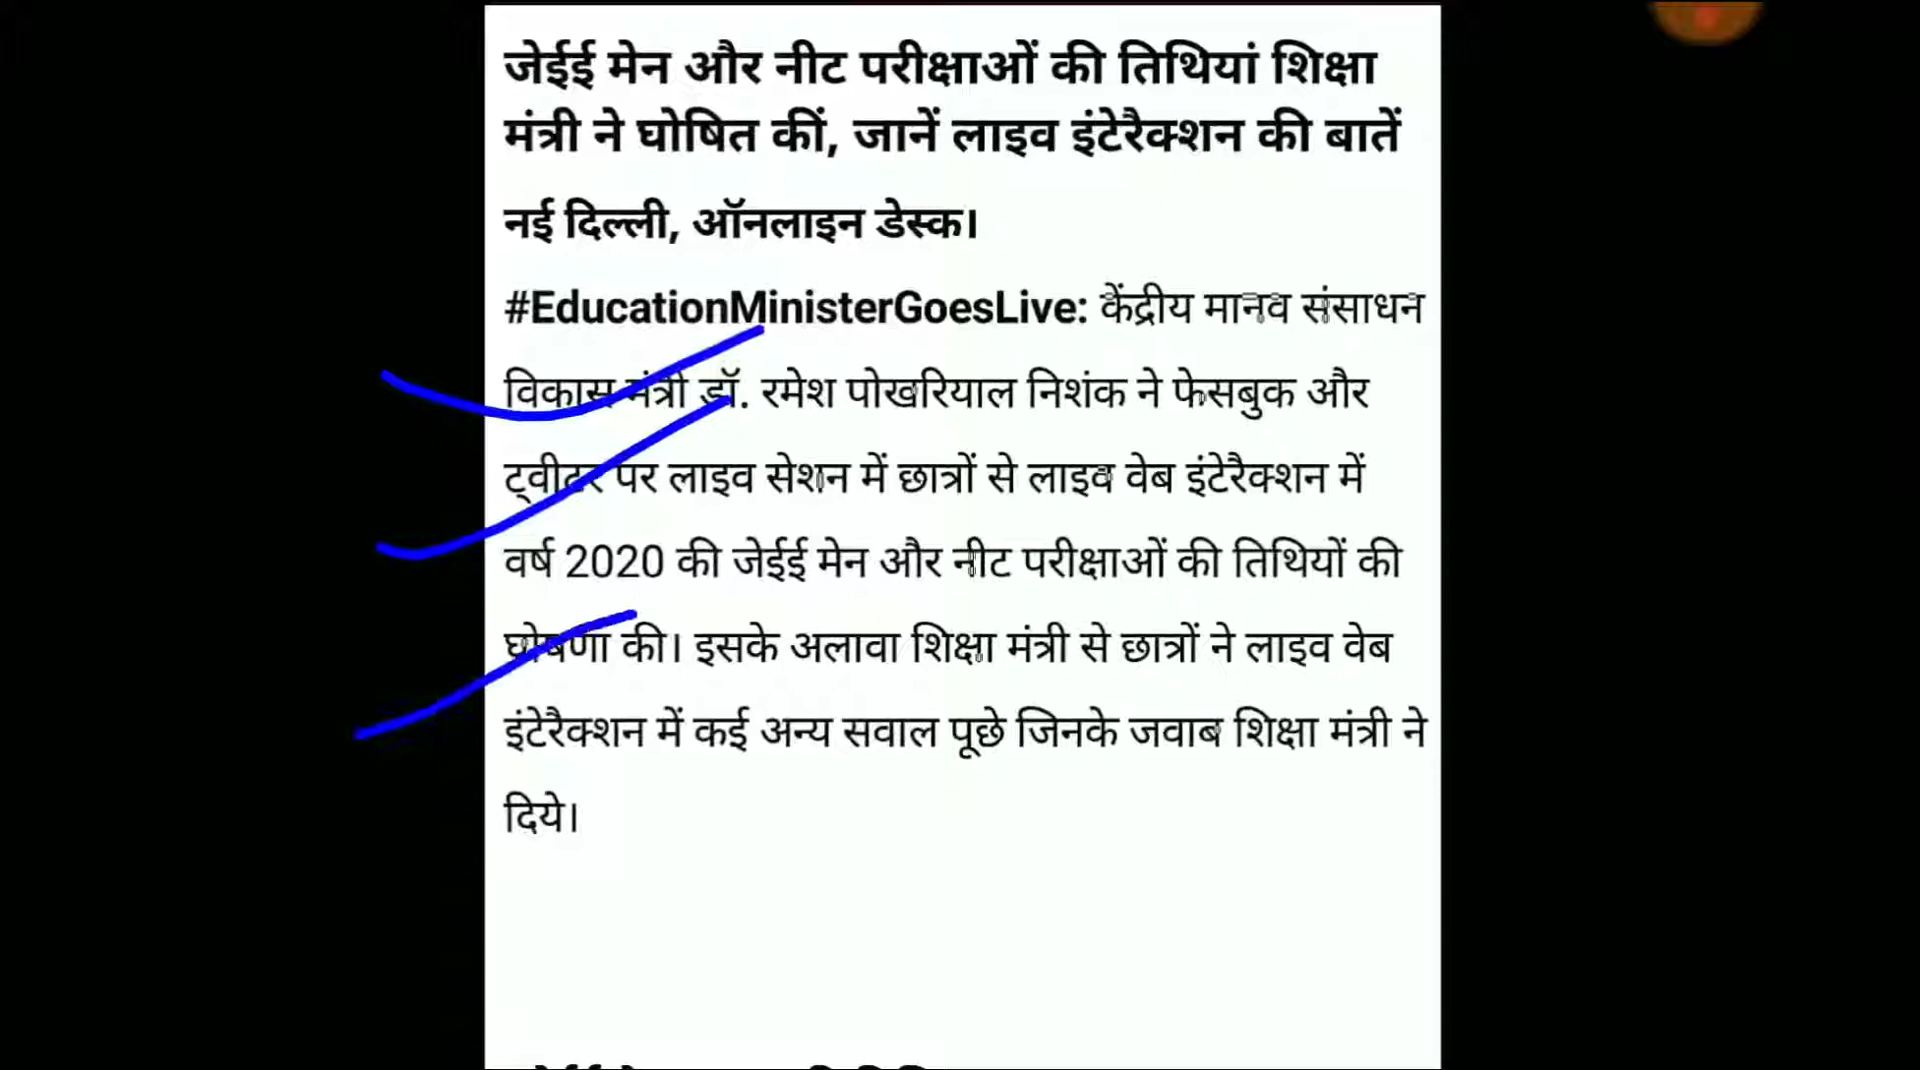 जेईई मेन और नीट परीक्षाओं की तिथियां शिक्षा
मंत्री ने घोषित कीं, जानें लाइव इंटेरैक्शन की बातें
नई दिल्ली, ऑनलाइन डेस्क।
#EducationMinisterGoesLive: केंद्रीय मानव संसाधन
विकास मंत्री डॉ. रमेश पोखरियाल निशंक ने फेसबुक और
ट्वीटर पर लाइव सेशन में छात्रों से लाइव वेब इंटेरैक्शन में
वर्ष 2020 की जेईई मेन और नीट परीक्षाओं की तिथियों की
घोषणा की। इसके अलावा शिक्षा मंत्री से छात्रों ने लाइव वेब
इंटेरैक्शन में कई अन्य सवाल पूछे जिनके जवाब शिक्षा मंत्री ने
दिये।